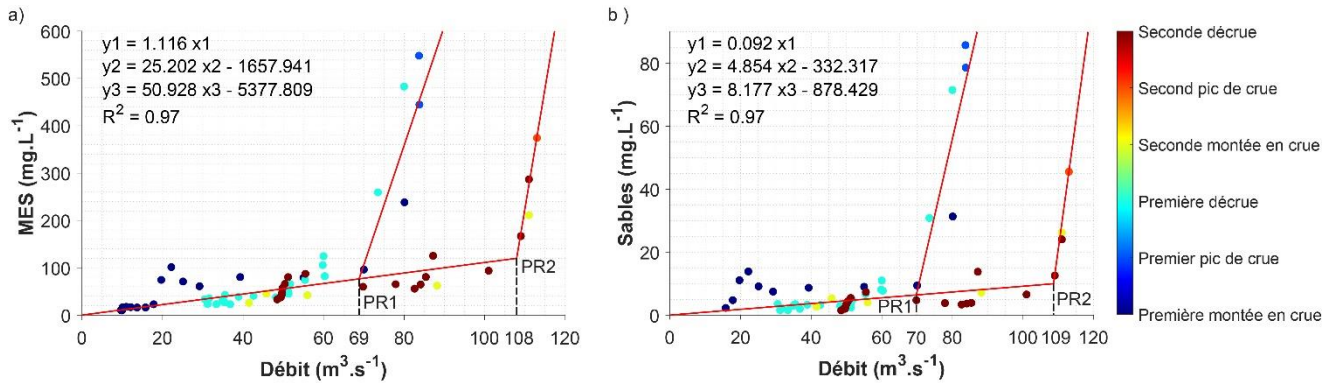 a)
600
500
400
300
200
100
0
MES (mg.L⁻¹)
y1 = 1.116 x1
y2 = 25.202 x2 - 1657.941
y3 = 50.928 x3 - 5377.809
R² = 0.97
PR1
PR2
0 20 40 60 69 80 100 108 120
Débit (m³.s⁻¹)
b )
80
60
40
20
0
Sables (mg.L⁻¹)
y1 = 0.092 x1
y2 = 4.854 x2 - 332.317
y3 = 8.177 x3 - 878.429
R² = 0.97
PR1
PR2
0 20 40 60 70 80 100 109 120
Débit (m³.s⁻¹)
Seconde décrue
Second pic de crue
Seconde montée en crue
Première décrue
Premier pic de crue
Première montée en crue